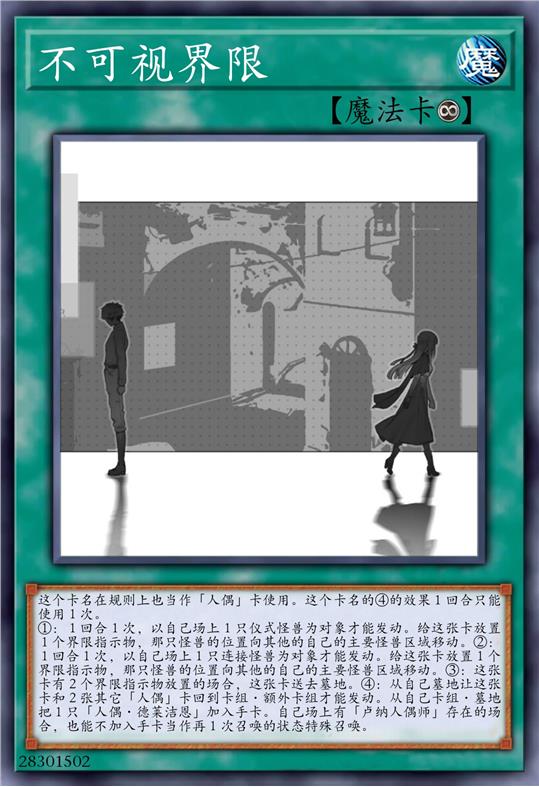 不可视界限
魔
【魔法卡♾】
这个卡名在规则上也当作「人偶」卡使用。这个卡名的④的效果1回合只能
使用1次。
①：1回合1次，以自己场上1只仪式怪兽为对象才能发动。给这张卡放置
1个界限指示物，那只怪兽的位置向其他的自己的主要怪兽区域移动。②：
1回合1次，以自己场上1只连接怪兽为对象才能发动。给这张卡放置1个
界限指示物，那只怪兽的位置向其他的自己的主要怪兽区域移动。③：这张
卡有2个界限指示物放置的场合，这张卡送去墓地。④：从自己墓地让这张
卡和2张其它「人偶」卡回到卡组·额外卡组才能发动。从自己卡组·墓地
把1只「人偶·德莱洁恩」加入手卡。自己场上有「卢纳人偶师」存在的场
合，也能不加入手卡当作再1次召唤的状态特殊召唤。
28301502